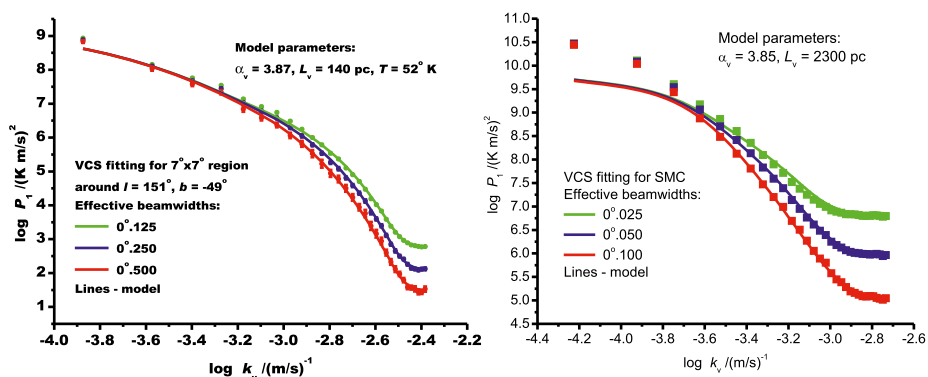 Model parameters:
αv = 3.87, Lv = 140 pc, T = 52° K
VCS fitting for 7°x7° region
around l = 151°, b = -49°
Effective beamwidths:
0°.125
0°.250
0°.500
Lines - model
log P1 /(K m/s)²
9
8
7
6
5
4
3
2
1
-4.0 -3.8 -3.6 -3.4 -3.2 -3.0 -2.8 -2.6 -2.4 -2.2
log kv /(m/s)⁻¹
Model parameters:
αv = 3.85, Lv = 2300 pc
VCS fitting for SMC
Effective beamwidths:
0°.025
0°.050
0°.100
Lines - model
log P1 /(K m/s)²
11.0
10.5
10.0
9.5
9.0
8.5
8.0
7.5
7.0
6.5
6.0
5.5
5.0
4.5
-4.4 -4.2 -4.0 -3.8 -3.6 -3.4 -3.2 -3.0 -2.8 -2.6
log kv /(m/s)⁻¹